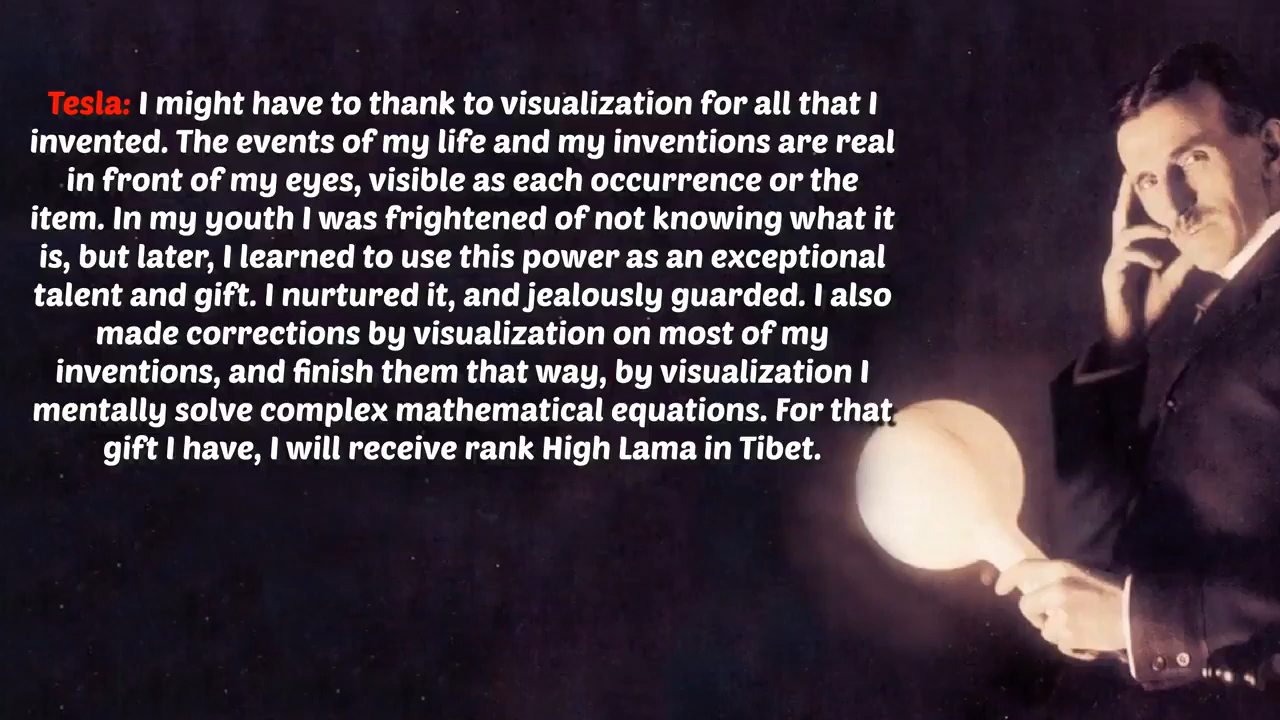 Tesla: I might have to thank to visualization for all that I
invented. The events of my life and my inventions are real
in front of my eyes, visible as each occurrence or the
item. In my youth I was frightened of not knowing what it
is, but later, I learned to use this power as an exceptional
talent and gift. I nurtured it, and jealously guarded. I also
made corrections by visualization on most of my
inventions, and finish them that way, by visualization I
mentally solve complex mathematical equations. For that
gift I have, I will receive rank High Lama in Tibet.